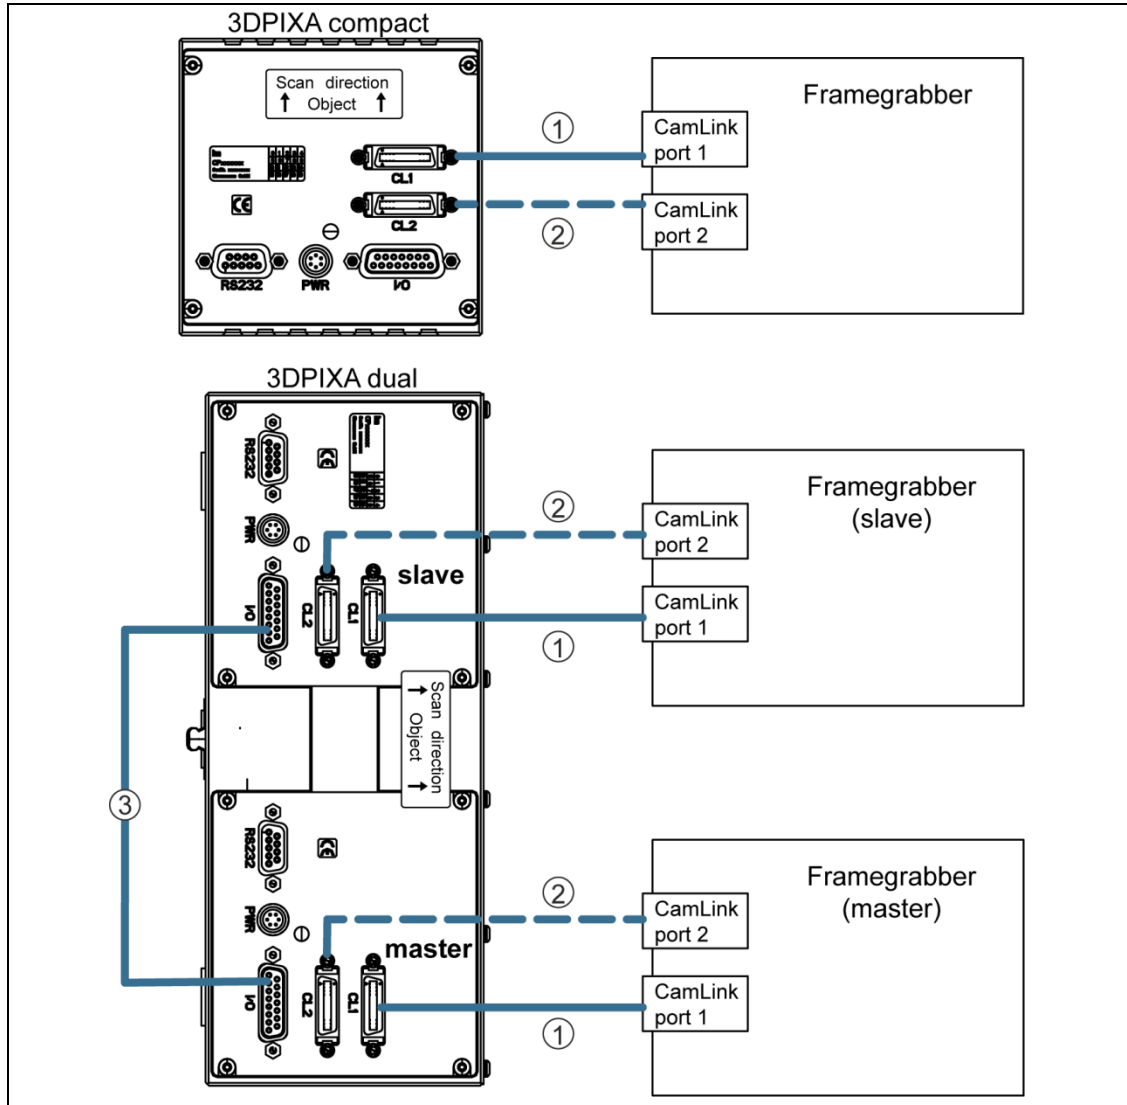 3DPIXA compact
Scan direction
↑ Object ↑
Framegrabber
①
CamLink
port 1
CL1
CamLink
port 2
CL2
②
RS232
PWR
I/O
3DPIXA dual
RS232
PWR
I/O
CL2
CL1
slave
②
①
Framegrabber
(slave)
CamLink
port 2
CamLink
port 1
Scan direction
↑ Object ↑
③
RS232
PWR
I/O
CL2
CL1
master
②
①
Framegrabber
(master)
CamLink
port 2
CamLink
port 1